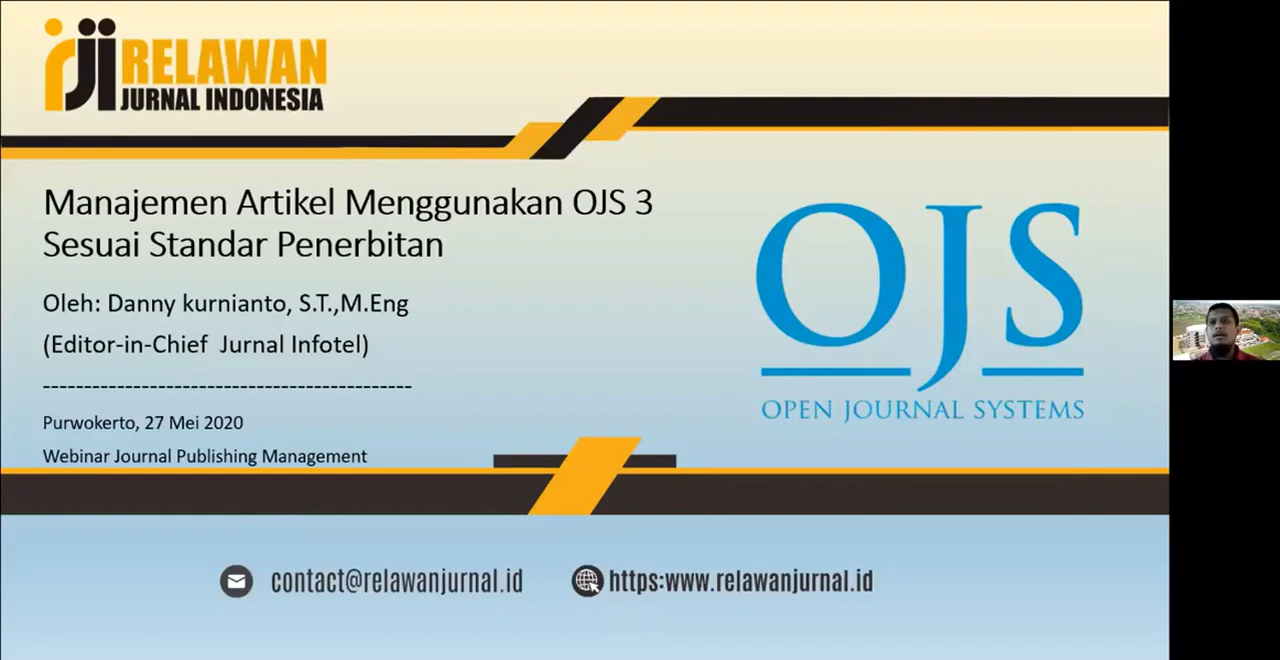 RELAWAN
JURNAL INDONESIA
Manajemen Artikel Menggunakan OJS 3
Sesuai Standar Penerbitan
Oleh: Danny kurnianto, S.T.,M.Eng
(Editor-in-Chief Jurnal Infotel)
--------------------------------------------
Purwokerto, 27 Mei 2020
Webinar Journal Publishing Management
OJS
OPEN JOURNAL SYSTEMS
contact@relawanjurnal.id
https:www.relawanjurnal.id